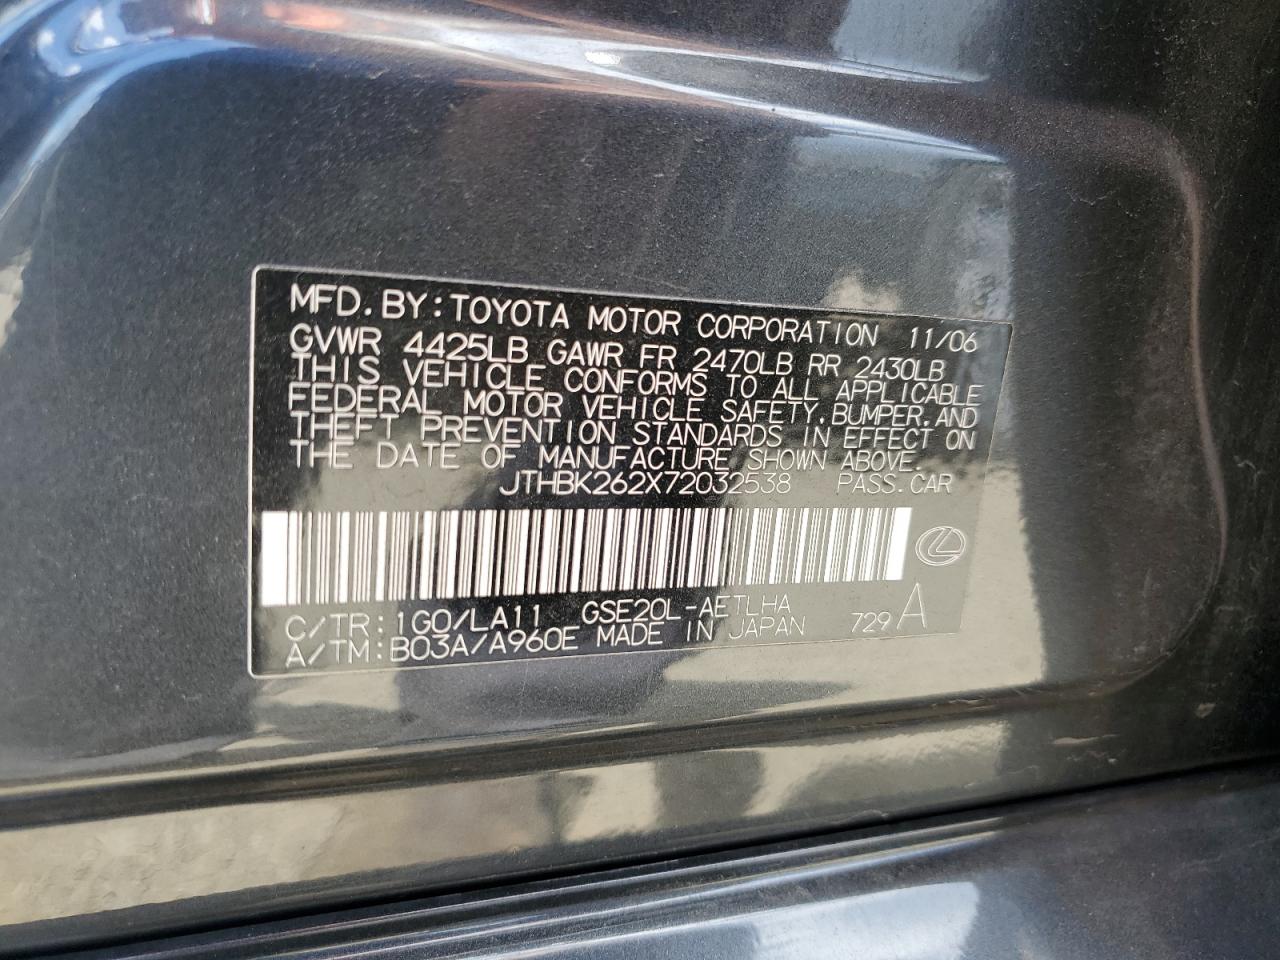 MFD. BY: TOYOTA MOTOR CORPORATION 11/06
GVWR 4425LB GAWR FR 2470LB RR 2430LB
THIS VEHICLE CONFORMS TO ALL APPLICABLE
FEDERAL MOTOR VEHICLE SAFETY, BUMPER, AND
THEFT PREVENTION STANDARDS IN EFFECT ON
THE DATE OF MANUFACTURE SHOWN ABOVE.
JTHBK262X72032538 PASS. CAR
C/TR: 1G0/LA11 GSE20L-AETLHA
A/TM: B03A/A960E MADE IN JAPAN 729 A